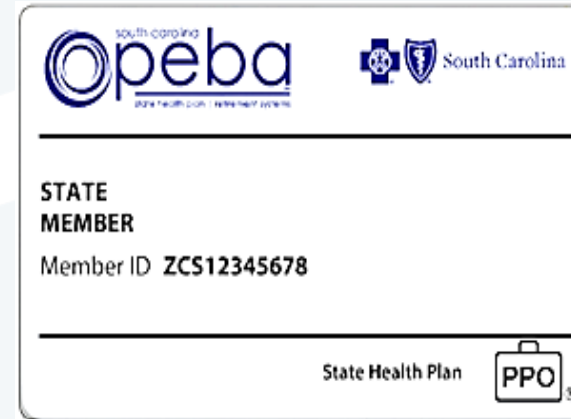 south carolina
peba
state health plan | retirement systems
South Carolina
STATE
MEMBER
Member ID ZCS12345678
State Health Plan
PPO